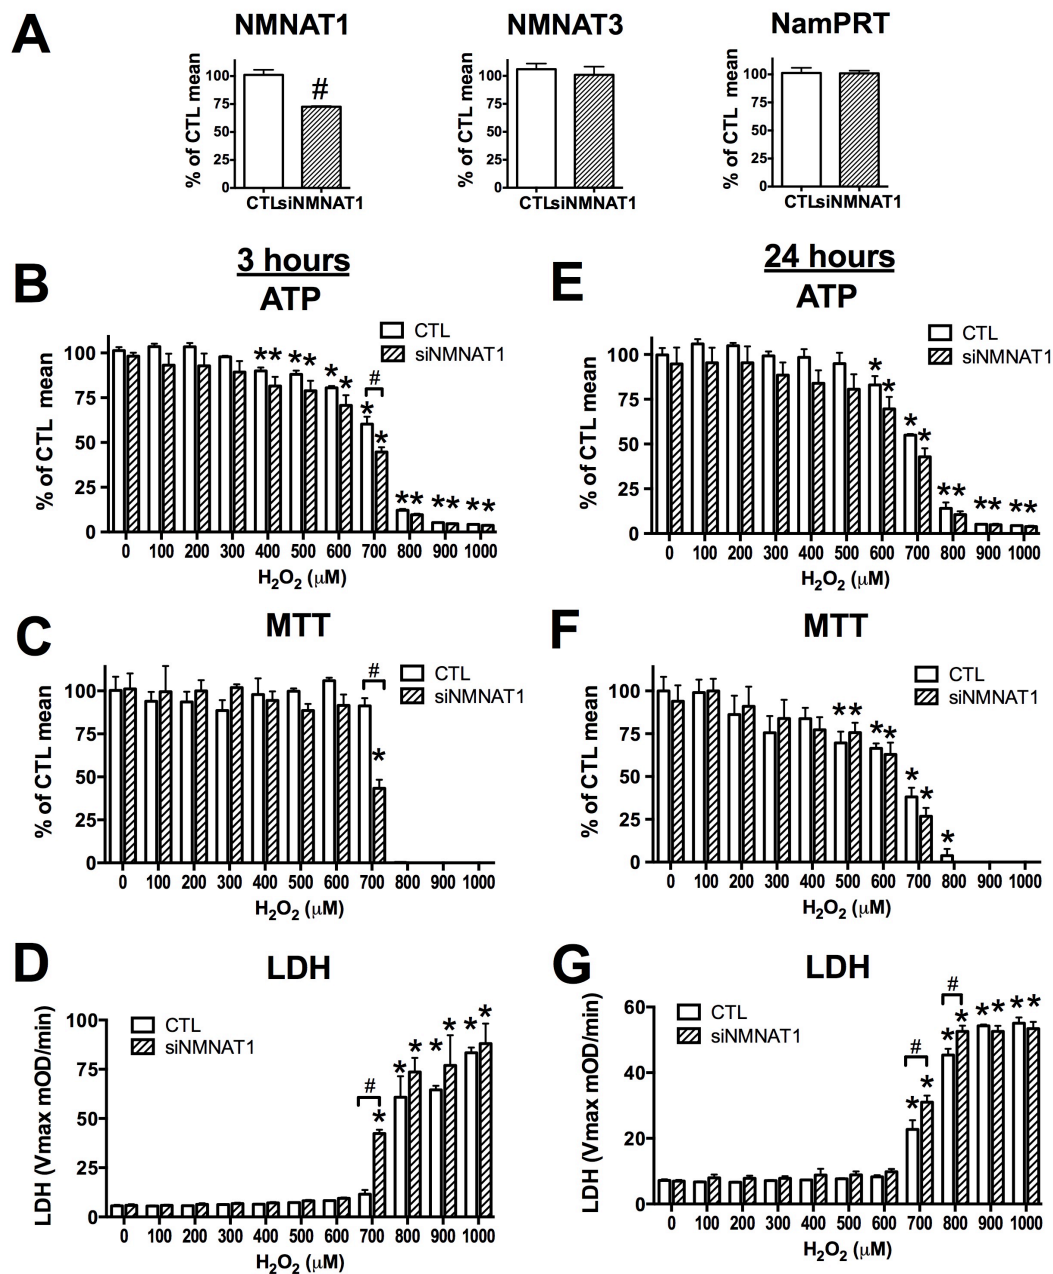 A
NMNAT1
NMNAT3
NamPRT
% of CTL mean
100
75
50
25
0
#
CTL siNMNAT1
% of CTL mean
100
75
50
25
0
CTL siNMNAT1
% of CTL mean
100
75
50
25
0
CTL siNMNAT1
3 hours
B
ATP
CTL
siNMNAT1
% of CTL mean
100
75
50
25
0
** ** * * # * * ** ** **
0 100 200 300 400 500 600 700 800 900 1000
H2O2 (μM)
24 hours
E
ATP
CTL
siNMNAT1
% of CTL mean
100
75
50
25
0
* * * * ** ** **
0 100 200 300 400 500 600 700 800 900 1000
H2O2 (μM)
C
MTT
CTL
siNMNAT1
% of CTL mean
100
75
50
25
0
# *
0 100 200 300 400 500 600 700 800 900 1000
H2O2 (μM)
F
MTT
CTL
siNMNAT1
% of CTL mean
100
75
50
25
0
** * * * * *
0 100 200 300 400 500 600 700 800 900 1000
H2O2 (μM)
D
LDH
CTL
siNMNAT1
LDH (Vmax mOD/min)
100
75
50
25
0
# * * * * * * *
0 100 200 300 400 500 600 700 800 900 1000
H2O2 (μM)
G
LDH
CTL
siNMNAT1
LDH (Vmax mOD/min)
60
40
20
0
# * * # * * ** **
0 100 200 300 400 500 600 700 800 900 1000
H2O2 (μM)